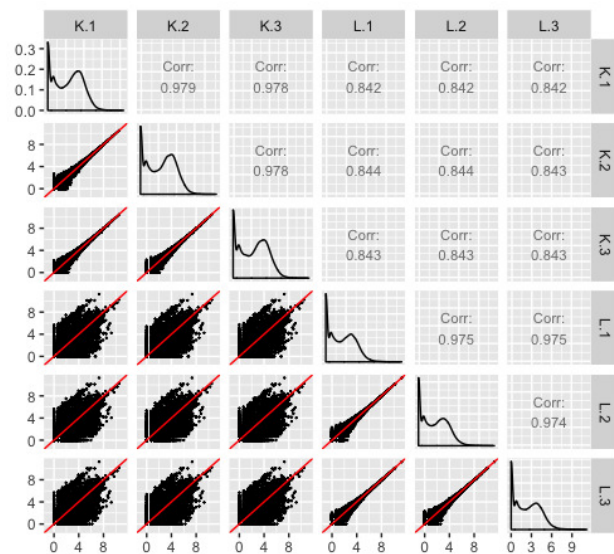 K.1 K.2 K.3 L.1 L.2 L.3
0.3
0.2
0.1
0.0
Corr: Corr: Corr: Corr: Corr:
0.979 0.978 0.842 0.842 0.842
K.1
8
4
0
Corr: Corr: Corr: Corr:
0.978 0.844 0.844 0.843
K.2
8
4
0
Corr: Corr: Corr:
0.843 0.843 0.843
K.3
8
4
0
Corr: Corr:
0.975 0.975
L.1
8
4
0
Corr:
0.974
L.2
8
4
0
L.3
0 4 8 0 4 8 0 4 8 0 4 8 0 4 8 0 3 6 9